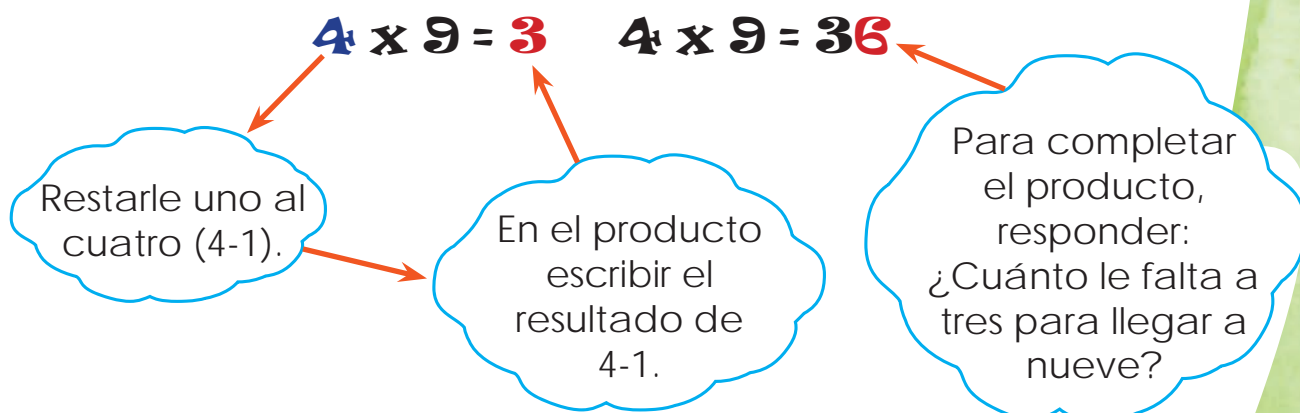 4 x 9 = 3
4 x 9 = 36
Restarle uno al
cuatro (4-1).
En el producto
escribir el
resultado de
4-1.
Para completar
el producto,
responder:
¿Cuánto le falta a
tres para llegar a
nueve?